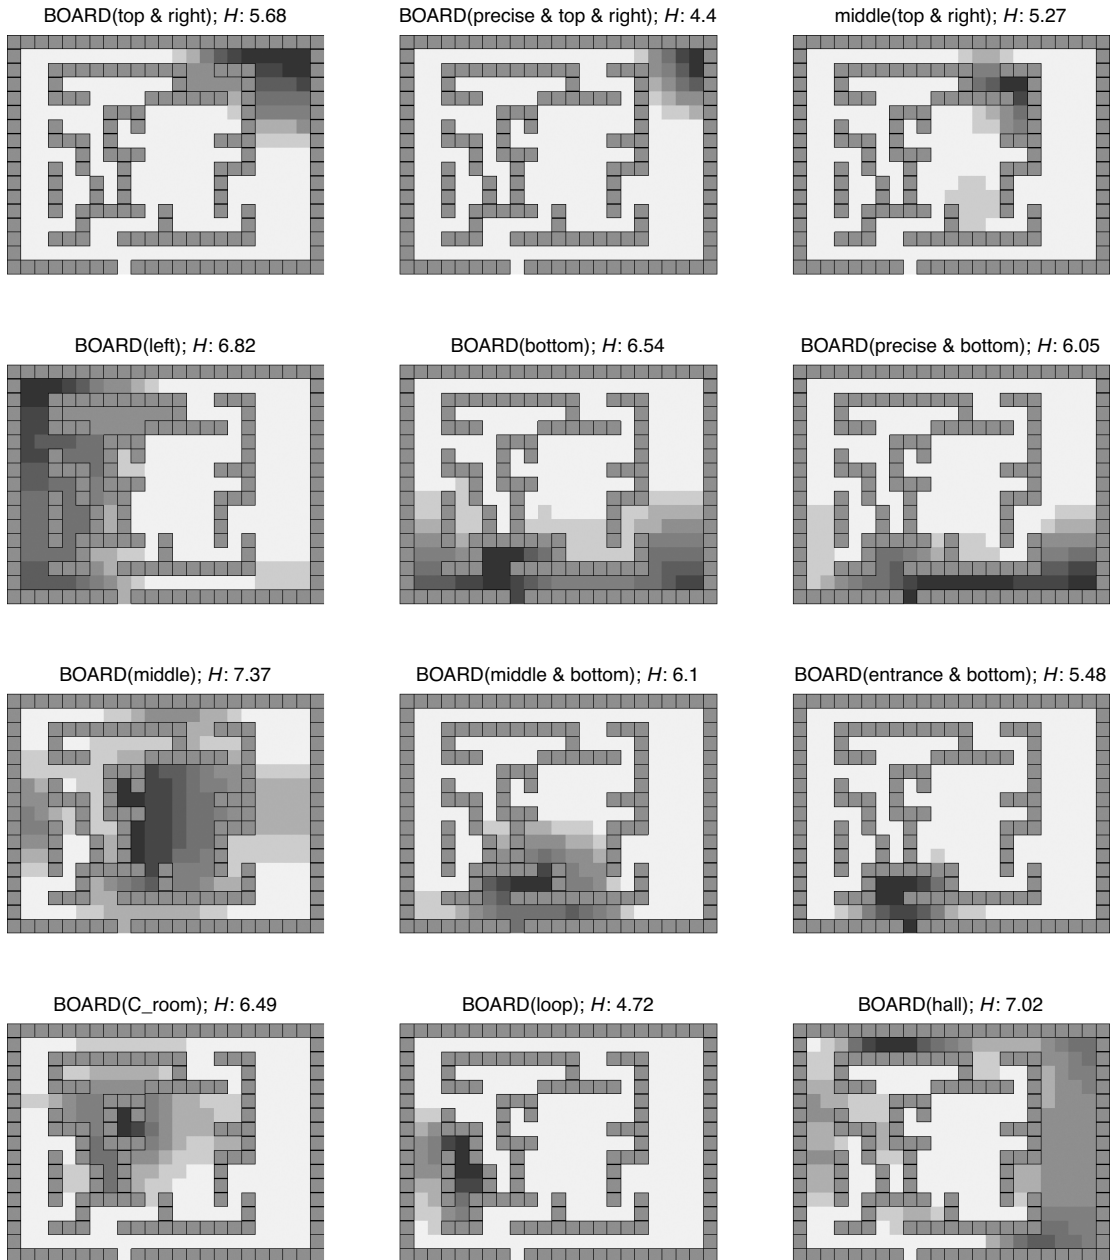 BOARD(top & right); H: 5.68
BOARD(precise & top & right); H: 4.4
middle(top & right); H: 5.27
BOARD(left); H: 6.82
BOARD(bottom); H: 6.54
BOARD(precise & bottom); H: 6.05
BOARD(middle); H: 7.37
BOARD(middle & bottom); H: 6.1
BOARD(entrance & bottom); H: 5.48
BOARD(C_room); H: 6.49
BOARD(loop); H: 4.72
BOARD(hall); H: 7.02